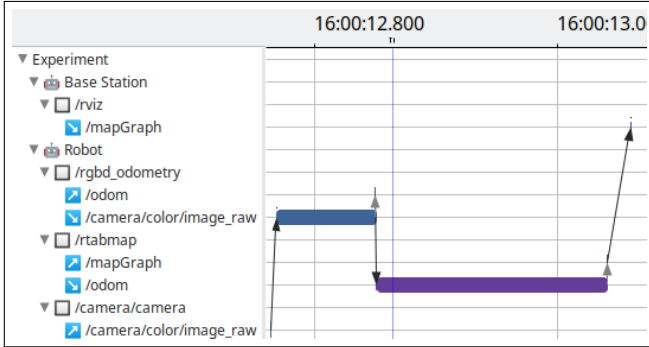 16:00:12.800 16:00:13.0
Experiment
Base Station
/rviz
/mapGraph
Robot
/rgbd_odometry
/odom
/camera/color/image_raw
/rtabmap
/mapGraph
/odom
/camera/camera
/camera/color/image_raw